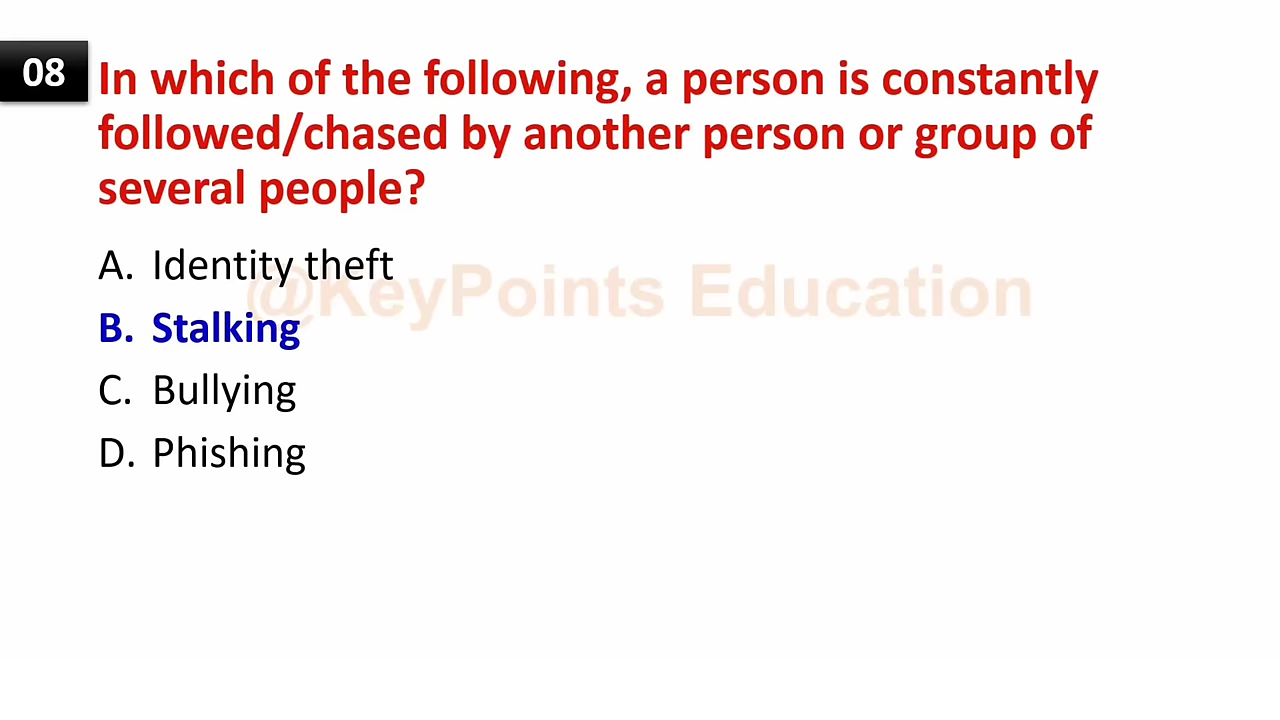 08
In which of the following, a person is constantly
followed/chased by another person or group of
several people?
A. Identity theft
@KeyPoints Education
B. Stalking
C. Bullying
D. Phishing